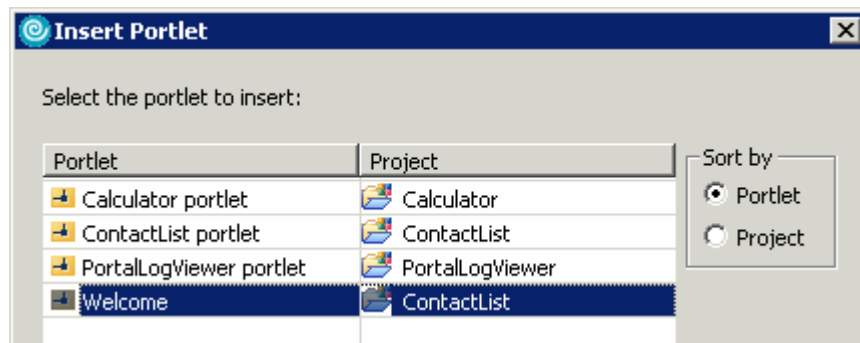 Insert Portlet
Select the portlet to insert:
Portlet Project Sort by
Calculator portlet Calculator Portlet
ContactList portlet ContactList Project
PortalLogViewer portlet PortalLogViewer
Welcome ContactList